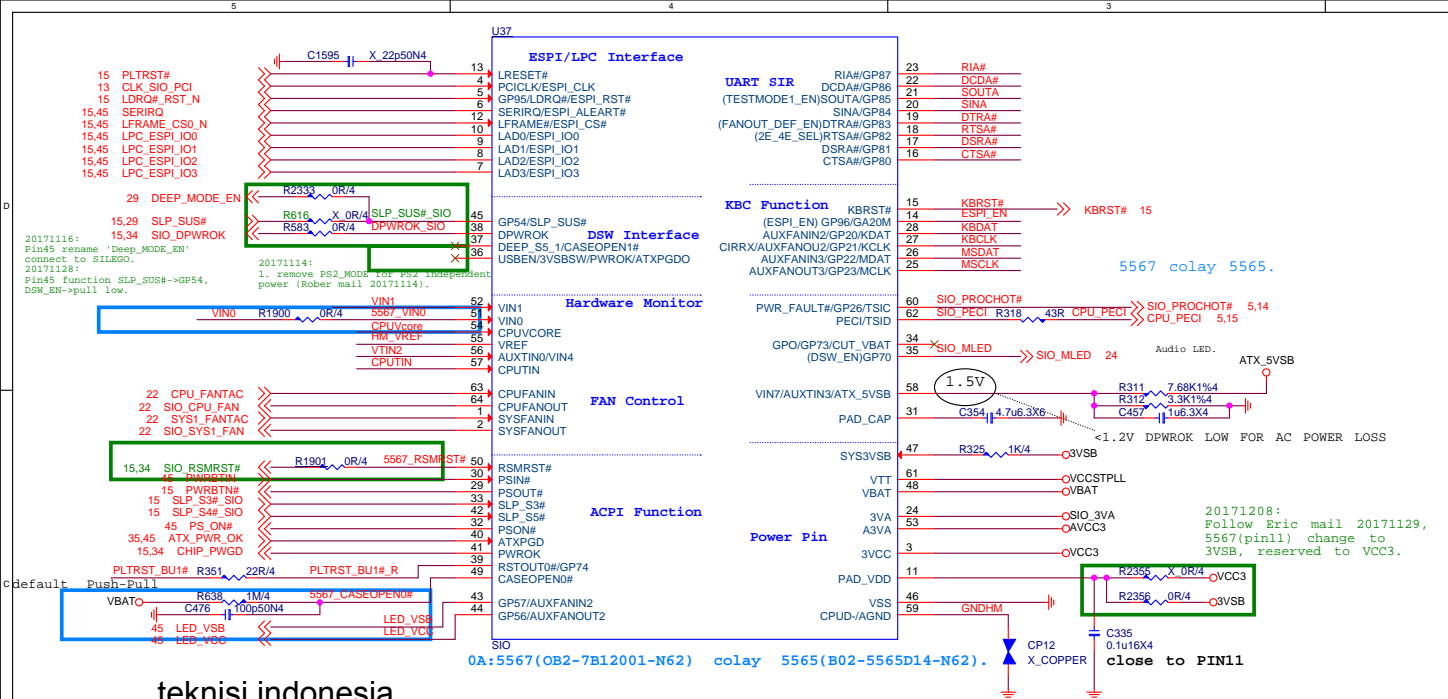 5 4 3
U37
ESPI/LPC Interface
C1595 X_22p50N4
15 PLTRST# 13 LRESET#
13 CLK_SIO_PCI 4 PCICLK/ESPI_CLK
15 LDRQ#_RST_N 5 GP95/LDRQ#/ESPI_RST#
15,45 SERIRQ 6 SERIRQ/ESPI_ALEART#
15,45 LFRAME_CS0_N 12 LFRAME#/ESPI_CS#
15,45 LPC_ESPI_IO0 10 LAD0/ESPI_IO0
15,45 LPC_ESPI_IO1 9 LAD1/ESPI_IO1
15,45 LPC_ESPI_IO2 8 LAD2/ESPI_IO2
15,45 LPC_ESPI_IO3 7 LAD3/ESPI_IO3
UART SIR
RIA#/GP87 23 RIA#
DCDA#/GP86 22 DCDA#
(TESTMODE1_EN)SOUTA/GP85 21 SOUTA
SINA/GP84 20 SINA
(FANOUT_DEF_EN)DTRA#/GP83 19 DTRA#
(2E_4E_SEL)RTSA#/GP82 18 RTSA#
DSRA#/GP81 17 DSRA#
CTSA#/GP80 16 CTSA#
D
29 DEEP_MODE_EN R2333 0R/4
15,29 SLP_SUS# R616 X_0R/4 SLP_SUS#_SIO 45 GP54/SLP_SUS#
15,34 SIO_DPWROK R583 0R/4 DPWROK_SIO 38 DPWROK
37 DEEP_S5_1/CASEOPEN1#
36 USBEN/3VSBSW/PWROK/ATXPGDO
DSW Interface
20171116:
Pin45 rename 'Deep_MODE_EN'
connect to SILEGO.
20171128:
Pin45 function SLP_SUS#->GP54,
DSW_EN->pull low.
20171114:
1. remove PS2_MODE for PS2 independent
power (Rober mail 20171114).
KBC Function
KBRST# 15 KBRST# KBRST# 15
(ESPI_EN) GP96/GA20M 14 ESPI_EN
AUXFANIN2/GP20/KDAT 28 KBDAT
CIRRX/AUXFANOU2/GP21/KCLK 27 KBCLK
AUXFANIN3/GP22/MDAT 26 MSDAT
AUXFANOUT3/GP23/MCLK 25 MSCLK
5567 colay 5565.
Hardware Monitor
VIN1 52 VIN1
VIN0 R1900 0R/4 5567_VIN0 51 VIN0
CPUVcore 54 CPUVCORE
HM_VREF 55 VREF
VTIN2 56 AUXTIN0/VIN4
CPUTIN 57 CPUTIN
PWR_FAULT#/GP26/TSIC 60 SIO_PROCHOT# SIO_PROCHOT# 5,14
PECI/TSID 62 SIO_PECI R318 43R CPU_PECI CPU_PECI 5,15
GPO/GP73/CUT_VBAT 34
(DSW_EN)GP70 35 SIO_MLED SIO_MLED 24
Audio LED.
ATX_5VSB
VIN7/AUXTIN3/ATX_5VSB 58 1.5V R311 7.68K1%4
R312 3.3K1%4
PAD_CAP 31 C354 4.7u6.3X6 C457 1u6.3X4
<1.2V DPWROK LOW FOR AC POWER LOSS
FAN Control
22 CPU_FANTAC 63 CPUFANIN
22 SIO_CPU_FAN 64 CPUFANOUT
22 SYS1_FANTAC 1 SYSFANIN
22 SIO_SYS1_FAN 2 SYSFANOUT
ACPI Function
15,34 SIO_RSMRST# R1901 0R/4 5567_RSMRST# 50 RSMRST#
45 PWRBTIN 30 PSIN#
15 PWRBTN# 29 PSOUT#
15 SLP_S3#_SIO 33 SLP_S3#
15 SLP_S4#_SIO 42 SLP_S5#
45 PS_ON# 32 PSON#
35,45 ATX_PWR_OK 40 ATXPGD
15,34 CHIP_PWGD 41 PWROK
PLTRST_BU1# R351 22R/4 PLTRST_BU1#_R 39 RSTOUT0#/GP74
49 CASEOPEN0#
C
default Push-Pull
VBAT R638 1M/4 5567_CASEOPEN0#
C476 100p50N4
43 GP57/AUXFANIN2
44 GP56/AUXFANOUT2
45 LED_VSB LED_VSB
45 LED_VCC LED_VCC
Power Pin
SYS3VSB 47 R325 1K/4 3VSB
VTT 61 VCCSTPLL
VBAT 48 VBAT
3VA 24 SIO_3VA
A3VA 53 AVCC3
3VCC 3 VCC3
PAD_VDD 11 R2355 X_0R/4 VCC3
R2356 0R/4 3VSB
VSS 46
CPUD-/AGND 59 GNDHM
20171208:
Follow Eric mail 20171129,
5567(pin11) change to
3VSB, reserved to VCC3.
SIO
CP12
X_COPPER
C335
0.1u16X4
close to PIN11
0A:5567(OB2-7B12001-N62) colay 5565(B02-5565D14-N62).
teknisi indonesia